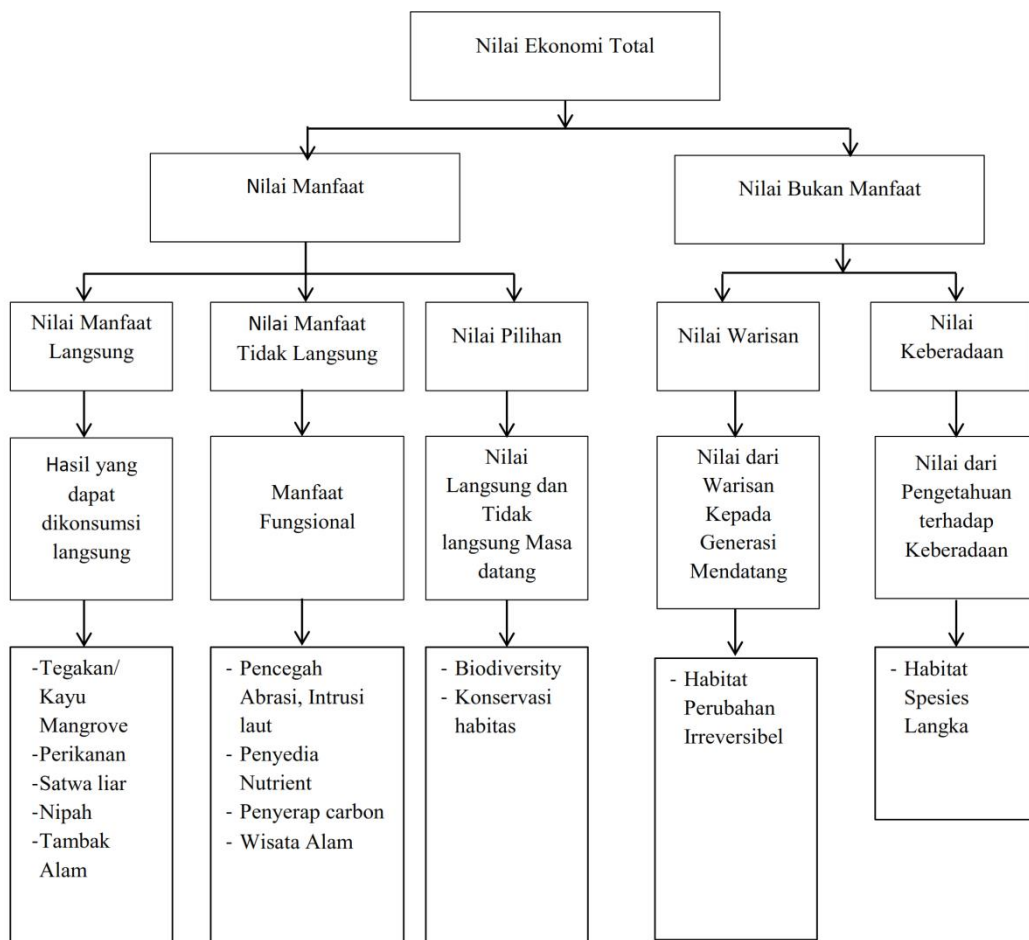 Nilai Ekonomi Total
Nilai Manfaat
Nilai Bukan Manfaat
Nilai Manfaat
Langsung
Nilai Manfaat
Tidak Langsung
Nilai Pilihan
Nilai Warisan
Nilai
Keberadaan
Hasil yang
dapat
dikonsumsi
langsung
Manfaat
Fungsional
Nilai
Langsung dan
Tidak
langsung Masa
datang
Nilai dari
Warisan
Kepada
Generasi
Mendatang
Nilai dari
Pengetahuan
terhadap
Keberadaan
-Tegakan/
Kayu
Mangrove
-Perikanan
-Satwa liar
-Nipah
-Tambak
Alam
- Pencegah
Abrasi, Intrusi
laut
- Penyedia
Nutrient
- Penyerap carbon
- Wisata Alam
- Biodiversity
- Konservasi
habitas
- Habitat
Perubahan
Irreversibel
- Habitat
Spesies
Langka